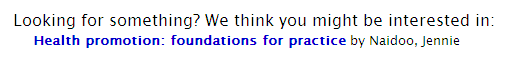 Looking for something? We think you might be interested in:
Health promotion: foundations for practice by Naidoo, Jennie